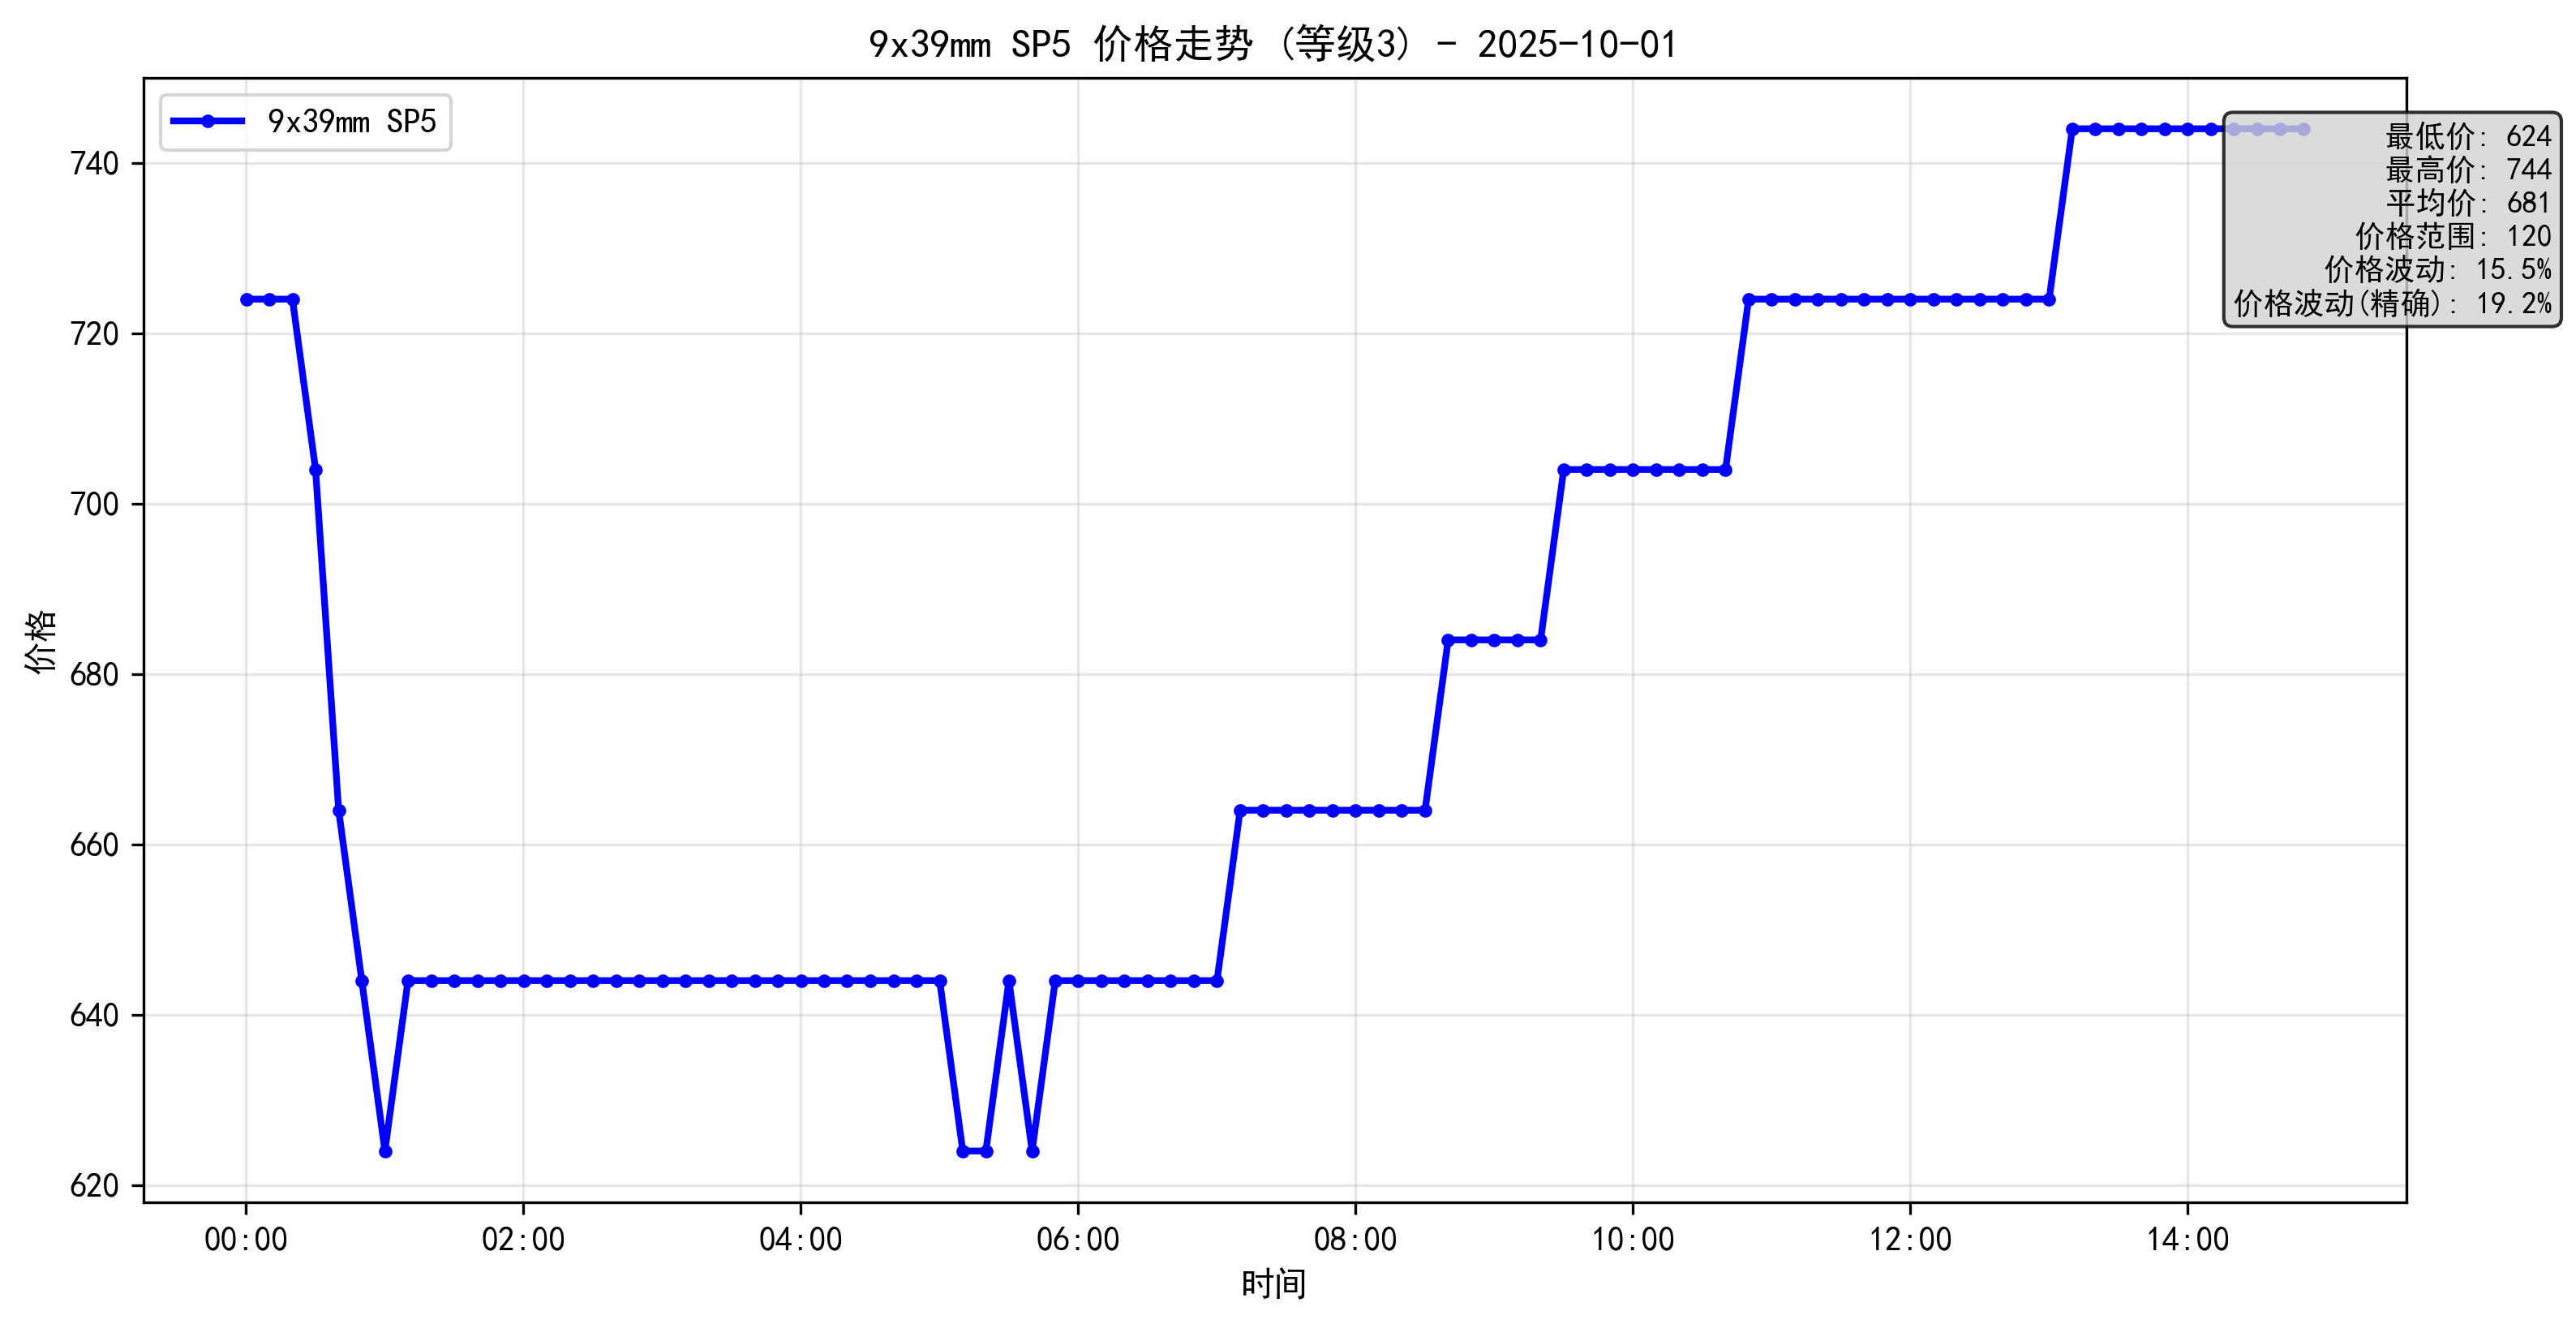 9x39mm SP5 价格走势 (等级3) - 2025-10-01
9x39mm SP5
最低价: 624
最高价: 744
平均价: 681
价格范围: 120
价格波动: 15.5%
价格波动(精确): 19.2%
740
720
700
680
660
640
620
价格
00:00 02:00 04:00 06:00 08:00 10:00 12:00 14:00
时间